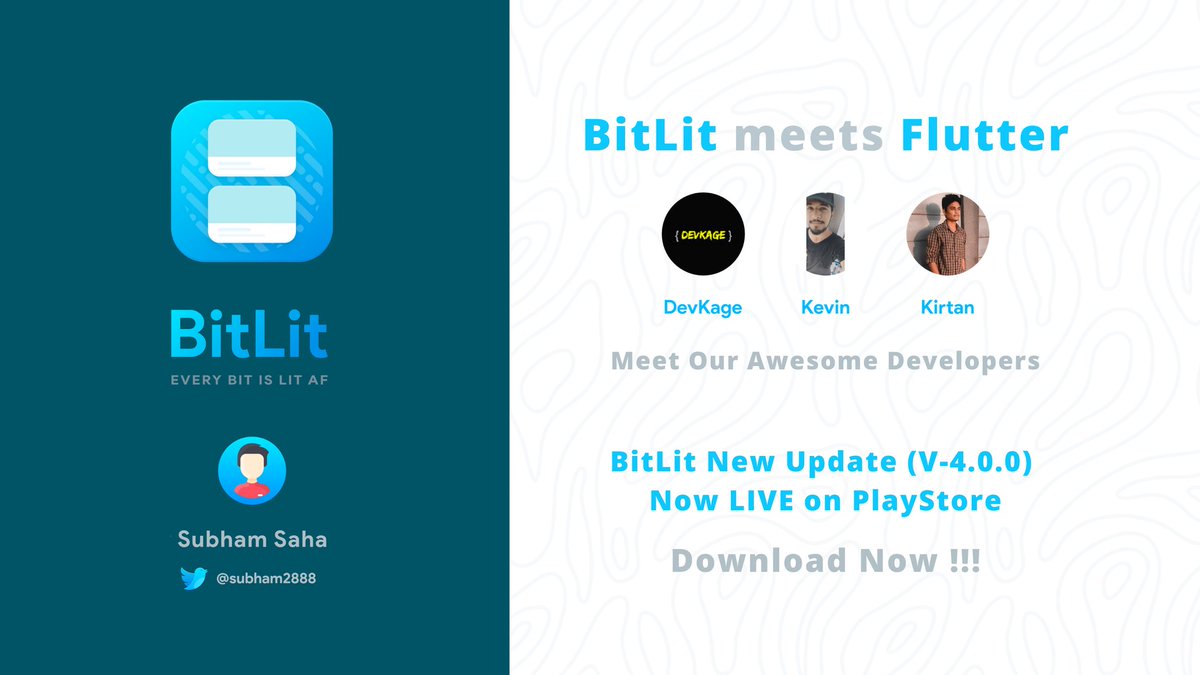 BitLit
EVERY BIT IS LIT AF
Subham Saha
@subham2888
BitLit meets Flutter
{ DEVKAGE }
DevKage Kevin Kirtan
Meet Our Awesome Developers
BitLit New Update (V-4.0.0)
Now LIVE on PlayStore
Download Now !!!